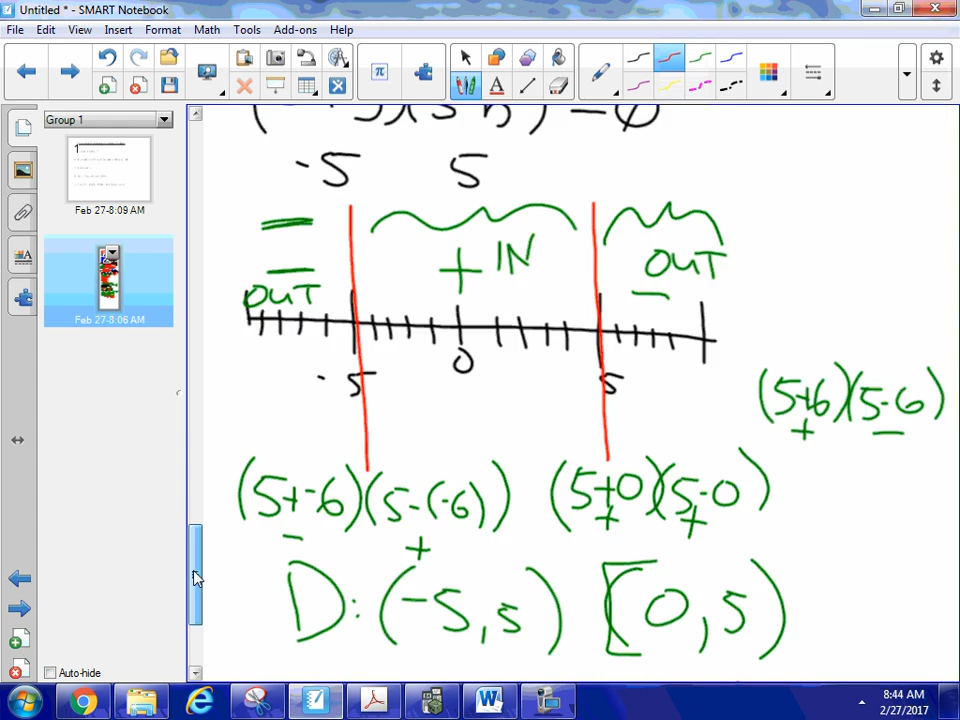 Untitled * - SMART Notebook
File Edit View Insert Format Math Tools Add-ons Help
Group 1
1
Feb 27-8:09 AM
Feb 27-8:06 AM
-5 5
+ IN OUT
OUT
-5 0 5
(5+6)(5-6)
+ -
(5+-6)(5-(-6)) (5+0)(5-0)
- + + +
D: (-5,5) [(0,5)
Auto-hide
8:44 AM
2/27/2017